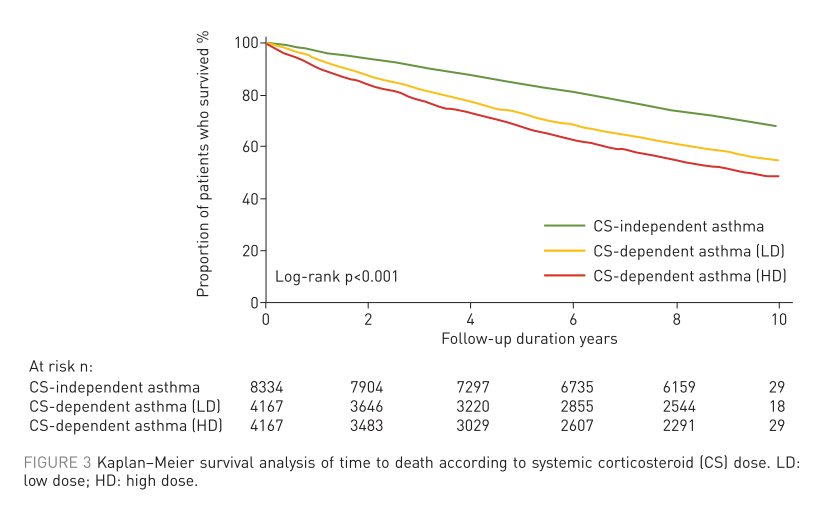 Proportion of patients who survived %
100
80
60
40
20
0
CS-independent asthma
CS-dependent asthma (LD)
CS-dependent asthma (HD)
Log-rank p<0.001
0 2 4 6 8 10
Follow-up duration years
At risk n:
CS-independent asthma 8334 7904 7297 6735 6159 29
CS-dependent asthma (LD) 4167 3646 3220 2855 2544 18
CS-dependent asthma (HD) 4167 3483 3029 2607 2291 29
FIGURE 3 Kaplan–Meier survival analysis of time to death according to systemic corticosteroid (CS) dose. LD:
low dose; HD: high dose.